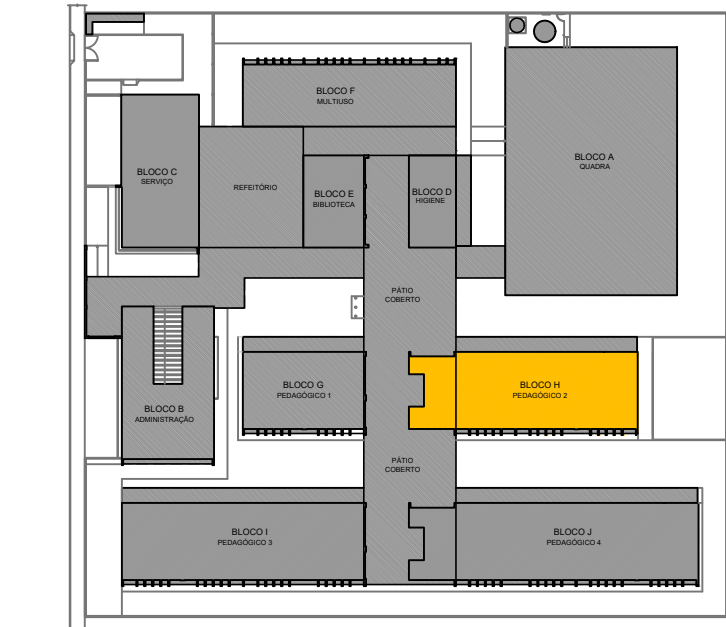 BLOCO F
MULTIUSO
BLOCO A
QUADRA
BLOCO C
SERVIÇO
REFEITÓRIO
BLOCO E
BIBLIOTECA
BLOCO D
HIGIENE
PÁTIO
COBERTO
BLOCO G
PEDAGÓGICO 1
BLOCO H
PEDAGÓGICO 2
BLOCO B
ADMINISTRAÇÃO
PÁTIO
COBERTO
BLOCO I
PEDAGÓGICO 3
BLOCO J
PEDAGÓGICO 4